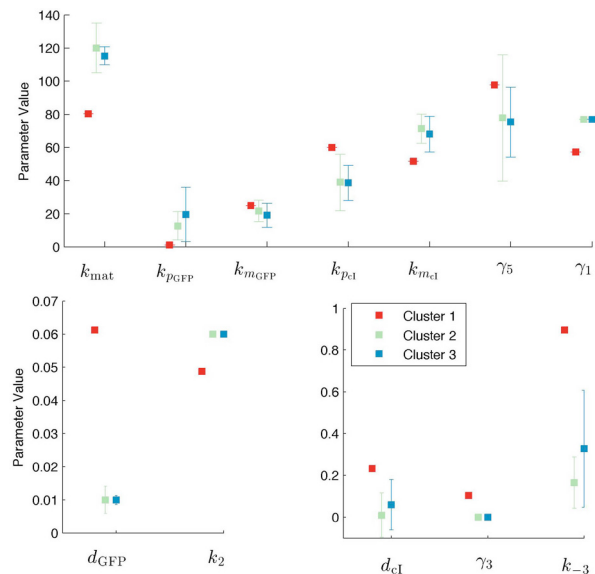 140
120
100
80
60
40
20
0
Parameter Value
k_mat
k_pGFP
k_mGFP
k_pcI
k_mcI
γ5
γ1
0.07
0.06
0.05
0.04
0.03
0.02
0.01
0
Parameter Value
d_GFP
k2
1
0.8
0.6
0.4
0.2
0
Cluster 1
Cluster 2
Cluster 3
d_cI
γ3
k−3